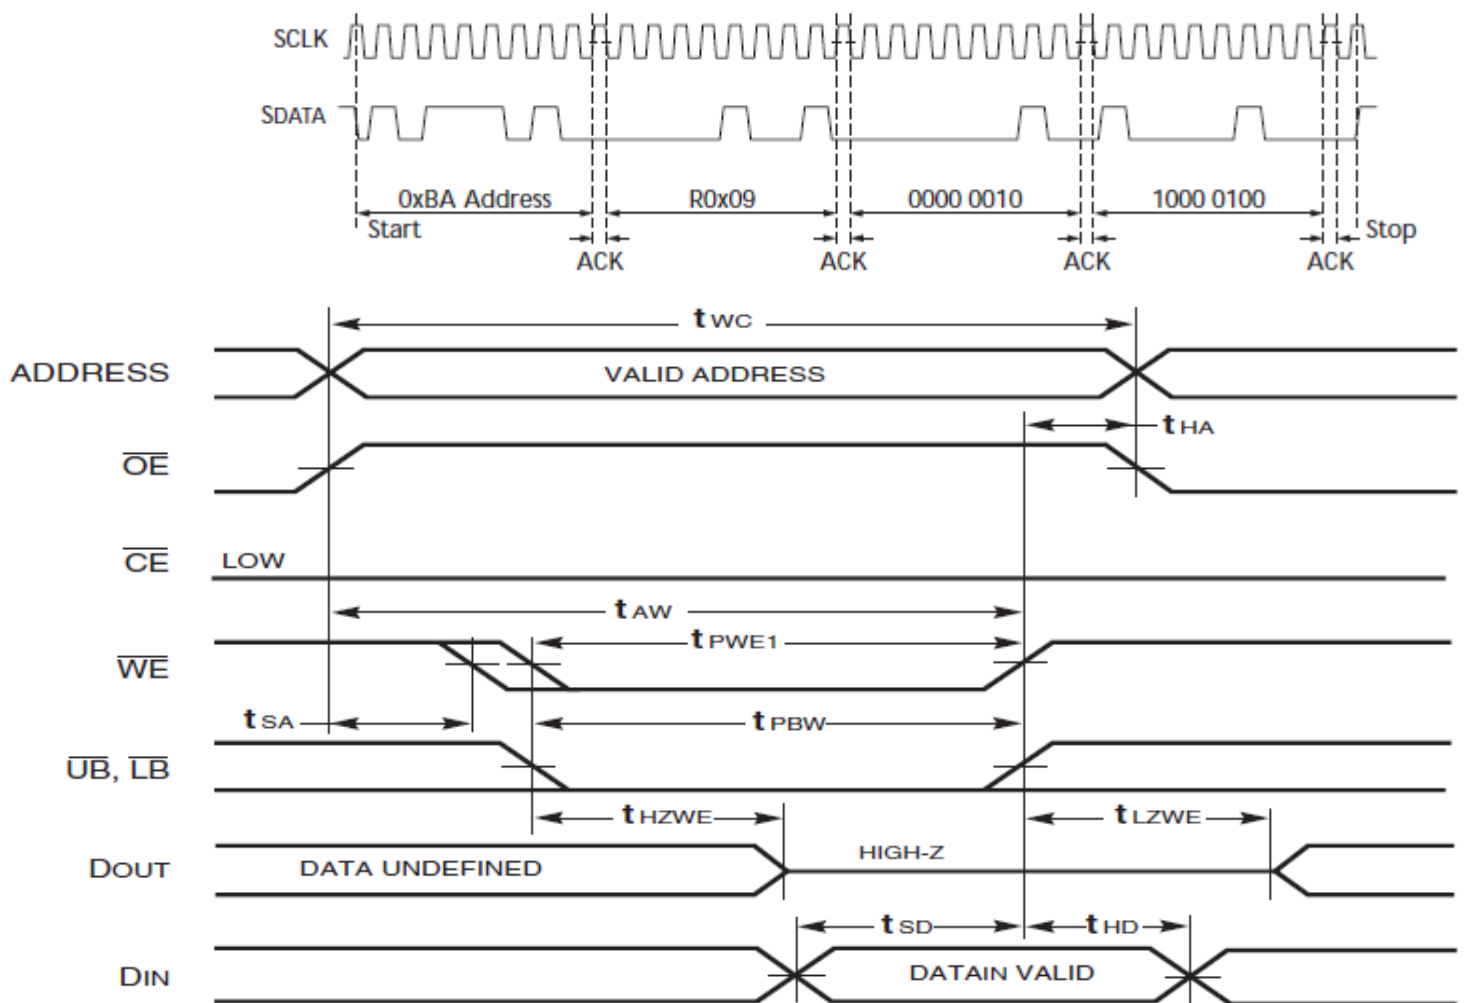 SCLK
SDATA
0xBA Address R0x09 0000 0010 1000 0100
Start Stop
ACK ACK ACK ACK
tWC
ADDRESS VALID ADDRESS
tHA
OE
CE LOW
tAW
tPWE1
WE
tSA tPBW
UB, LB
tHZWE tLZWE
DOUT DATA UNDEFINED HIGH-Z
tSD tHD
DIN DATAIN VALID